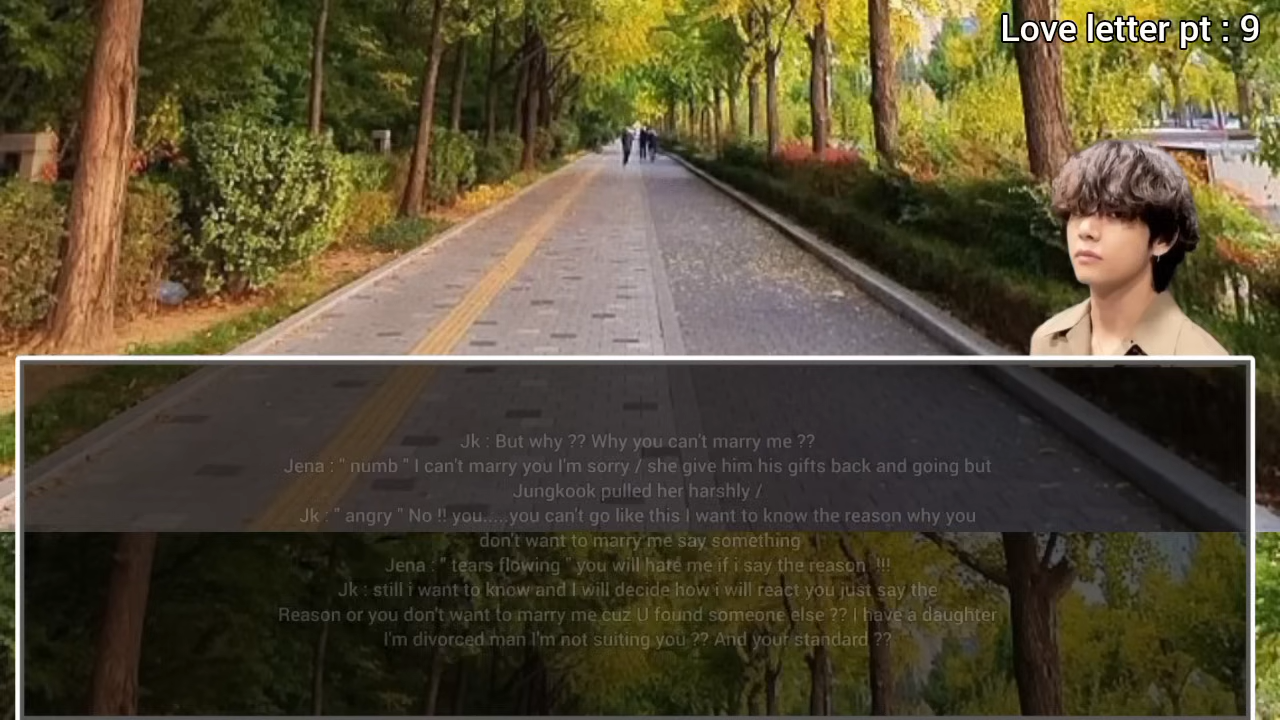 Love letter pt : 9
Jk : But why ?? Why you can't marry me ??
Jena : " numb " I can't marry you I'm sorry / she give him his gifts back and going but
Jungkook pulled her harshly /
Jk : " angry " No !! you.....you can't go like this I want to know the reason why you
don't want to marry me say something
Jena : " tears flowing " you will hate me if i say the reason !!!
Jk : still i want to know and I will decide how i will react you just say the
Reason or you don't want to marry me cuz U found someone else ?? I have a daughter
I'm divorced man I'm not suiting you ?? And your standard ??